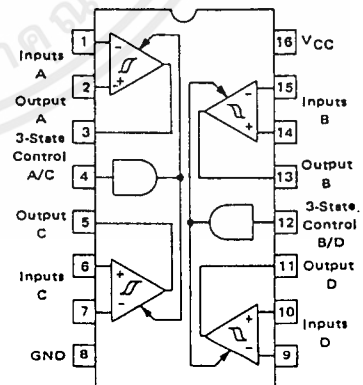 1
Inputs
A
- +
2
Output
A
3
3-State
Control
A/C
4
Output
C
5
6
Inputs
C
+
-
7
GND
8
16
VCC
-
+
15
Inputs
B
14
13
Output
B
3-State
Control
B/D
12
11
Output
D
+
-
10
Inputs
D
9